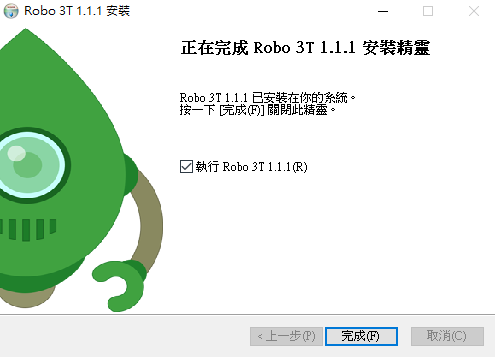 Robo 3T 1.1.1 安裝
正在完成 Robo 3T 1.1.1 安裝精靈
Robo 3T 1.1.1 已安裝在你的系統。
按一下 [完成(F)] 關閉此精靈。
執行 Robo 3T 1.1.1(R)
< 上一步(P)
完成(F)
取消(C)